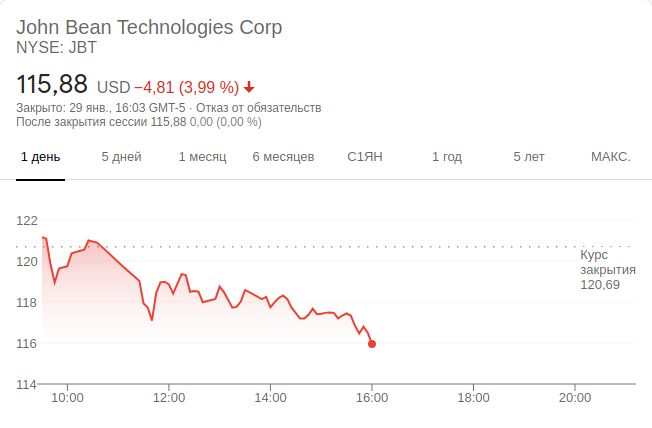 John Bean Technologies Corp
NYSE: JBT
115,88 USD −4,81 (3,99 %)
Закрыто: 29 янв., 16:03 GMT-5 · Отказ от обязательств
После закрытия сессии 115,88 0,00 (0,00 %)
1 день 5 дней 1 месяц 6 месяцев С1ЯН 1 год 5 лет МАКС.
122
120
118
116
114
Курс
закрытия
120,69
10:00 12:00 14:00 16:00 18:00 20:00